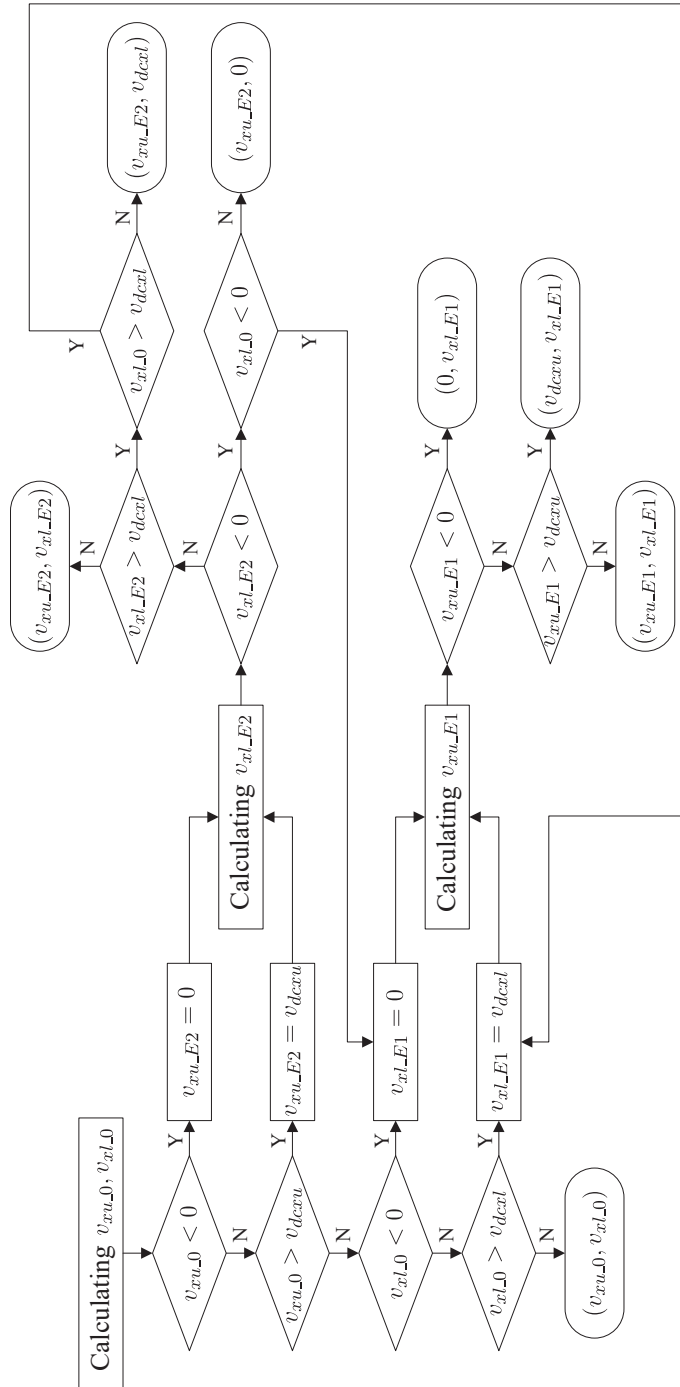 Calculating v_{xu_0}, v_{xl_0}
v_{xu_0} < 0
Y
N
v_{xu_E2} = 0
v_{xu_0} > v_{dcxu}
Y
N
v_{xu_E2} = v_{dcxu}
v_{xl_0} < 0
Y
N
v_{xl_E1} = 0
v_{xl_0} > v_{dcxl}
Y
N
v_{xl_E1} = v_{dcxl}
(v_{xu_0}, v_{xl_0})
Calculating v_{xl_E2}
v_{xl_E2} < 0
Y
N
v_{xl_E2} > v_{dcxl}
Y
N
(v_{xu_E2}, v_{xl_E2})
v_{xl_0} > v_{dcxl}
Y
N
(v_{xu_E2}, v_{dcxl})
v_{xl_0} < 0
Y
N
(v_{xu_E2}, 0)
Calculating v_{xu_E1}
v_{xu_E1} < 0
Y
N
(0, v_{xl_E1})
v_{xu_E1} > v_{dcxu}
Y
N
(v_{dcxu}, v_{xl_E1})
(v_{xu_E1}, v_{xl_E1})